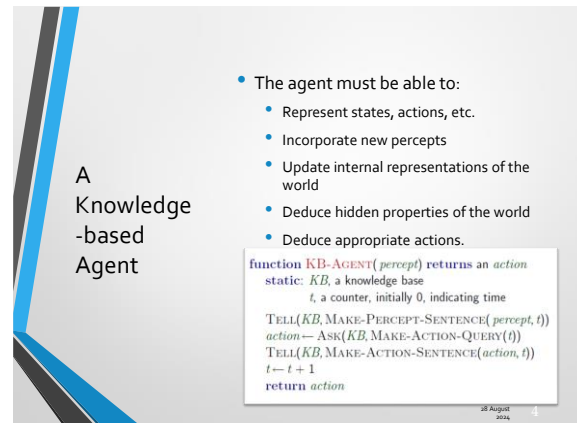 A
Knowledge
-based
Agent
• The agent must be able to:
• Represent states, actions, etc.
• Incorporate new percepts
• Update internal representations of the
world
• Deduce hidden properties of the world
• Deduce appropriate actions.
function KB-AGENT( percept) returns an action
static: KB, a knowledge base
t, a counter, initially 0, indicating time
TELL(KB, MAKE-PERCEPT-SENTENCE( percept, t))
action ← ASK(KB, MAKE-ACTION-QUERY(t))
TELL(KB, MAKE-ACTION-SENTENCE(action, t))
t ← t + 1
return action
28 August
2024
4